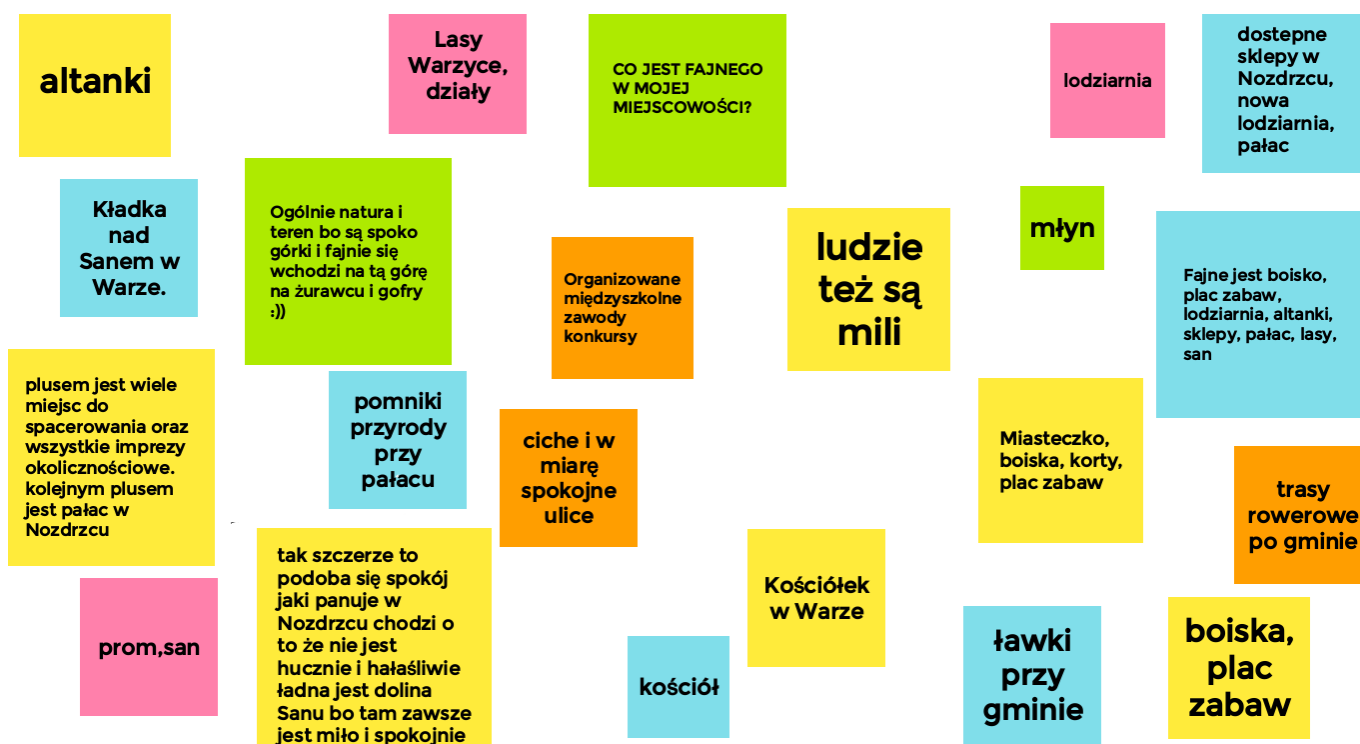 altanki
Lasy
Warzyce,
działy
CO JEST FAJNEGO
W MOJEJ
MIEJSCOWOŚCI?
lodziarnia
dostepne
sklepy w
Nozdrzcu,
nowa
lodziarnia,
pałac
Kładka
nad
Sanem w
Warze.
Ogólnie natura i
teren bo są spoko
górki i fajnie się
wchodzi na tą górę
na żurawcu i gofry
:))
Organizowane
międzyszkolne
zawody
konkursy
ludzie
też są
mili
młyn
Fajne jest boisko,
plac zabaw,
lodziarnia, altanki,
sklepy, pałac, lasy,
san
plusem jest wiele
miejsc do
spacerowania oraz
wszystkie imprezy
okolicznościowe.
kolejnym plusem
jest pałac w
Nozdrzcu
pomniki
przyrody
przy
pałacu
ciche i w
miarę
spokojne
ulice
Miasteczko,
boiska, korty,
plac zabaw
trasy
rowerowe
po gminie
prom,san
tak szczerze to
podoba się spokój
jaki panuje w
Nozdrzcu chodzi o
to że nie jest
hucznie i hałaśliwie
ładna jest dolina
Sanu bo tam zawsze
jest miło i spokojnie
kościół
Kościółek
w Warze
ławki
przy
gminie
boiska,
plac
zabaw